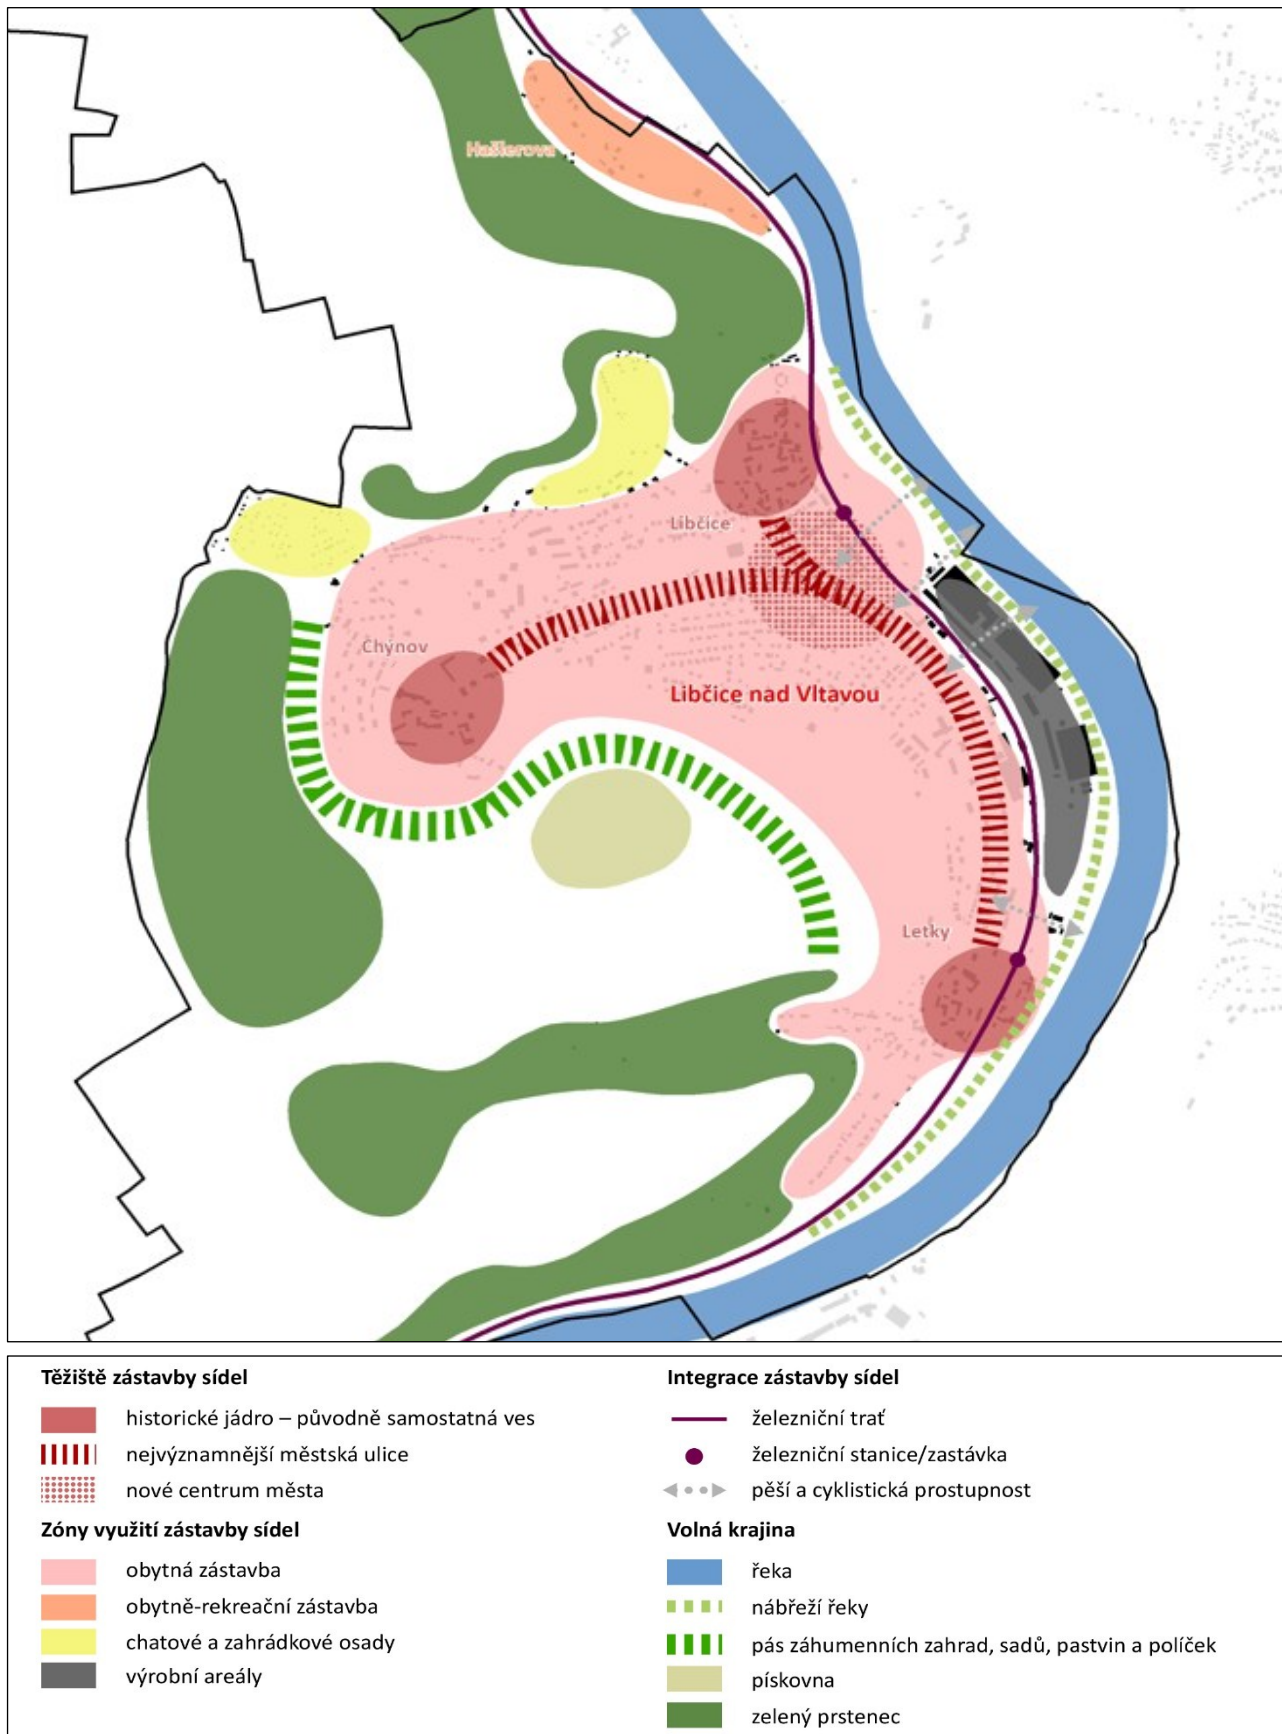 Hašlerova
Libčice
Chýnov
Libčice nad Vltavou
Letky
Těžiště zástavby sídel
historické jádro – původně samostatná ves
nejvýznamnější městská ulice
nové centrum města
Zóny využití zástavby sídel
obytná zástavba
obytně-rekreační zástavba
chatové a zahrádkové osady
výrobní areály
Integrace zástavby sídel
železniční trať
železniční stanice/zastávka
pěší a cyklistická prostupnost
Volná krajina
řeka
nábřeží řeky
pás záhumenních zahrad, sadů, pastvin a políček
pískovna
zelený prstenec